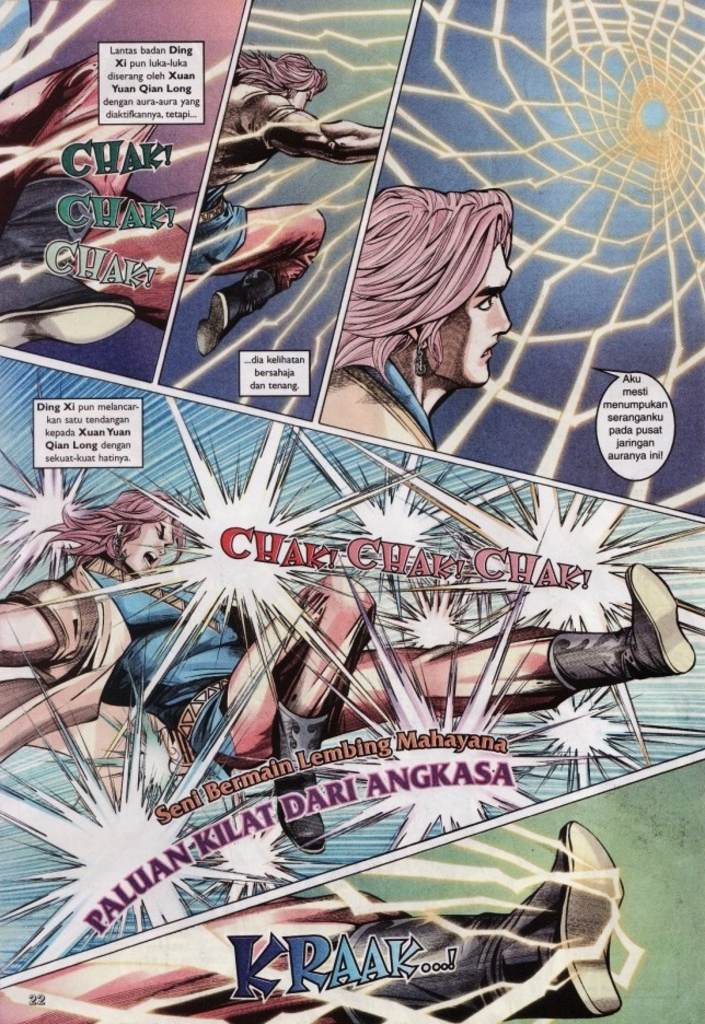 Lantas badan Ding
Xi pun luka-luka
diserang oleh Xuan
Yuan Qian Long
dengan aura-aura yang
diaktifkannya, tetapi...
CHAK!
CHAK!
CHAK!
...dia kelihatan
bersahaja
dan tenang.
Aku
mesti
menumpukan
seranganku
pada pusat
jaringan
auranya ini!
Ding Xi pun melancar-
kan satu tendangan
kepada Xuan Yuan
Qian Long dengan
sekuat-kuat hatinya.
CHAK! CHAK! CHAK!
Seni Bermain Lembing Mahayana
PALUAN KILAT DARI ANGKASA
KRAAK...!
22